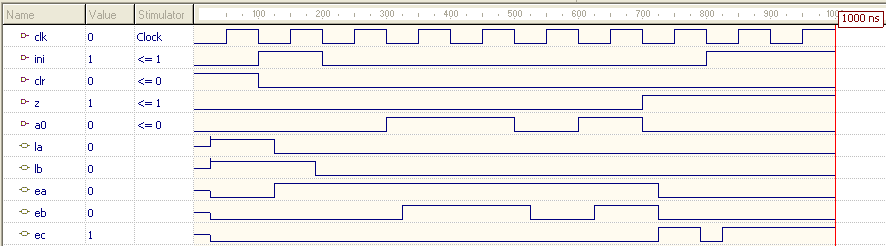 Name Value Stimulator 100 200 300 400 500 600 700 800 900 10
1000 ns
clk 0 Clock
ini 1 <= 1
clr 0 <= 0
z 1 <= 1
a0 0 <= 0
la 0
lb 0
ea 0
eb 0
ec 1